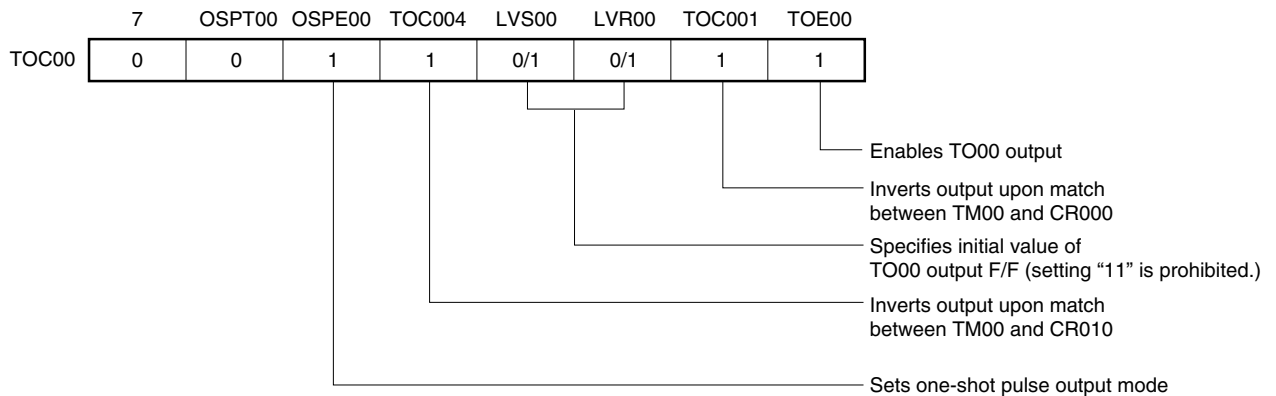 7 OSPT00 OSPE00 TOC004 LVS00 LVR00 TOC001 TOE00
TOC00 0 0 1 1 0/1 0/1 1 1
Enables TO00 output
Inverts output upon match
between TM00 and CR000
Specifies initial value of
TO00 output F/F (setting “11” is prohibited.)
Inverts output upon match
between TM00 and CR010
Sets one-shot pulse output mode